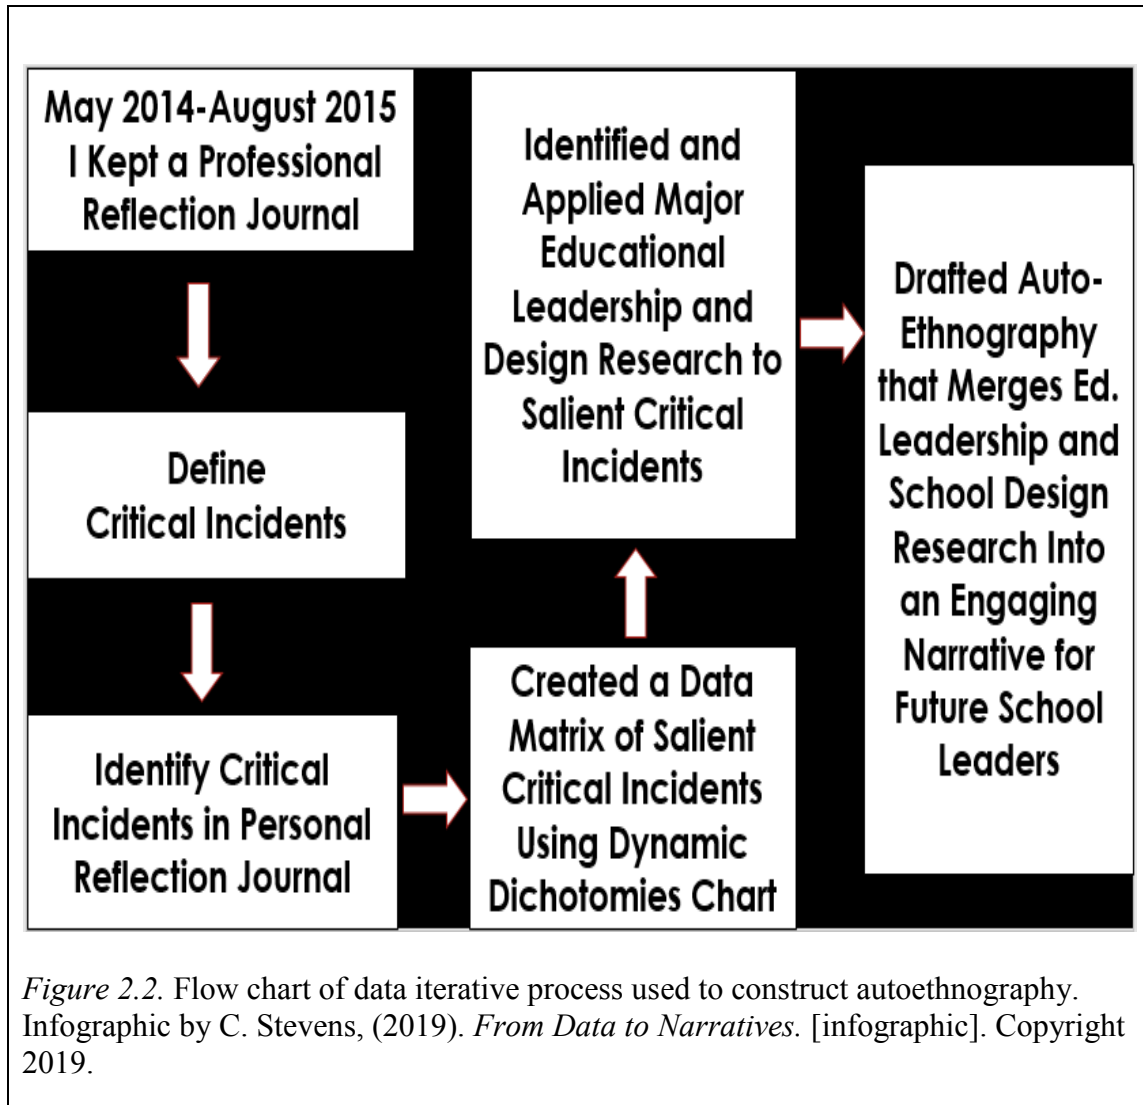 May 2014-August 2015
I Kept a Professional
Reflection Journal
Define
Critical Incidents
Identify Critical
Incidents in Personal
Reflection Journal
Created a Data
Matrix of Salient
Critical Incidents
Using Dynamic
Dichotomies Chart
Identified and
Applied Major
Educational
Leadership and
Design Research to
Salient Critical
Incidents
Drafted Auto-
Ethnography
that Merges Ed.
Leadership and
School Design
Research Into
an Engaging
Narrative for
Future School
Leaders
Figure 2.2. Flow chart of data iterative process used to construct autoethnography.
Infographic by C. Stevens, (2019). From Data to Narratives. [infographic]. Copyright
2019.